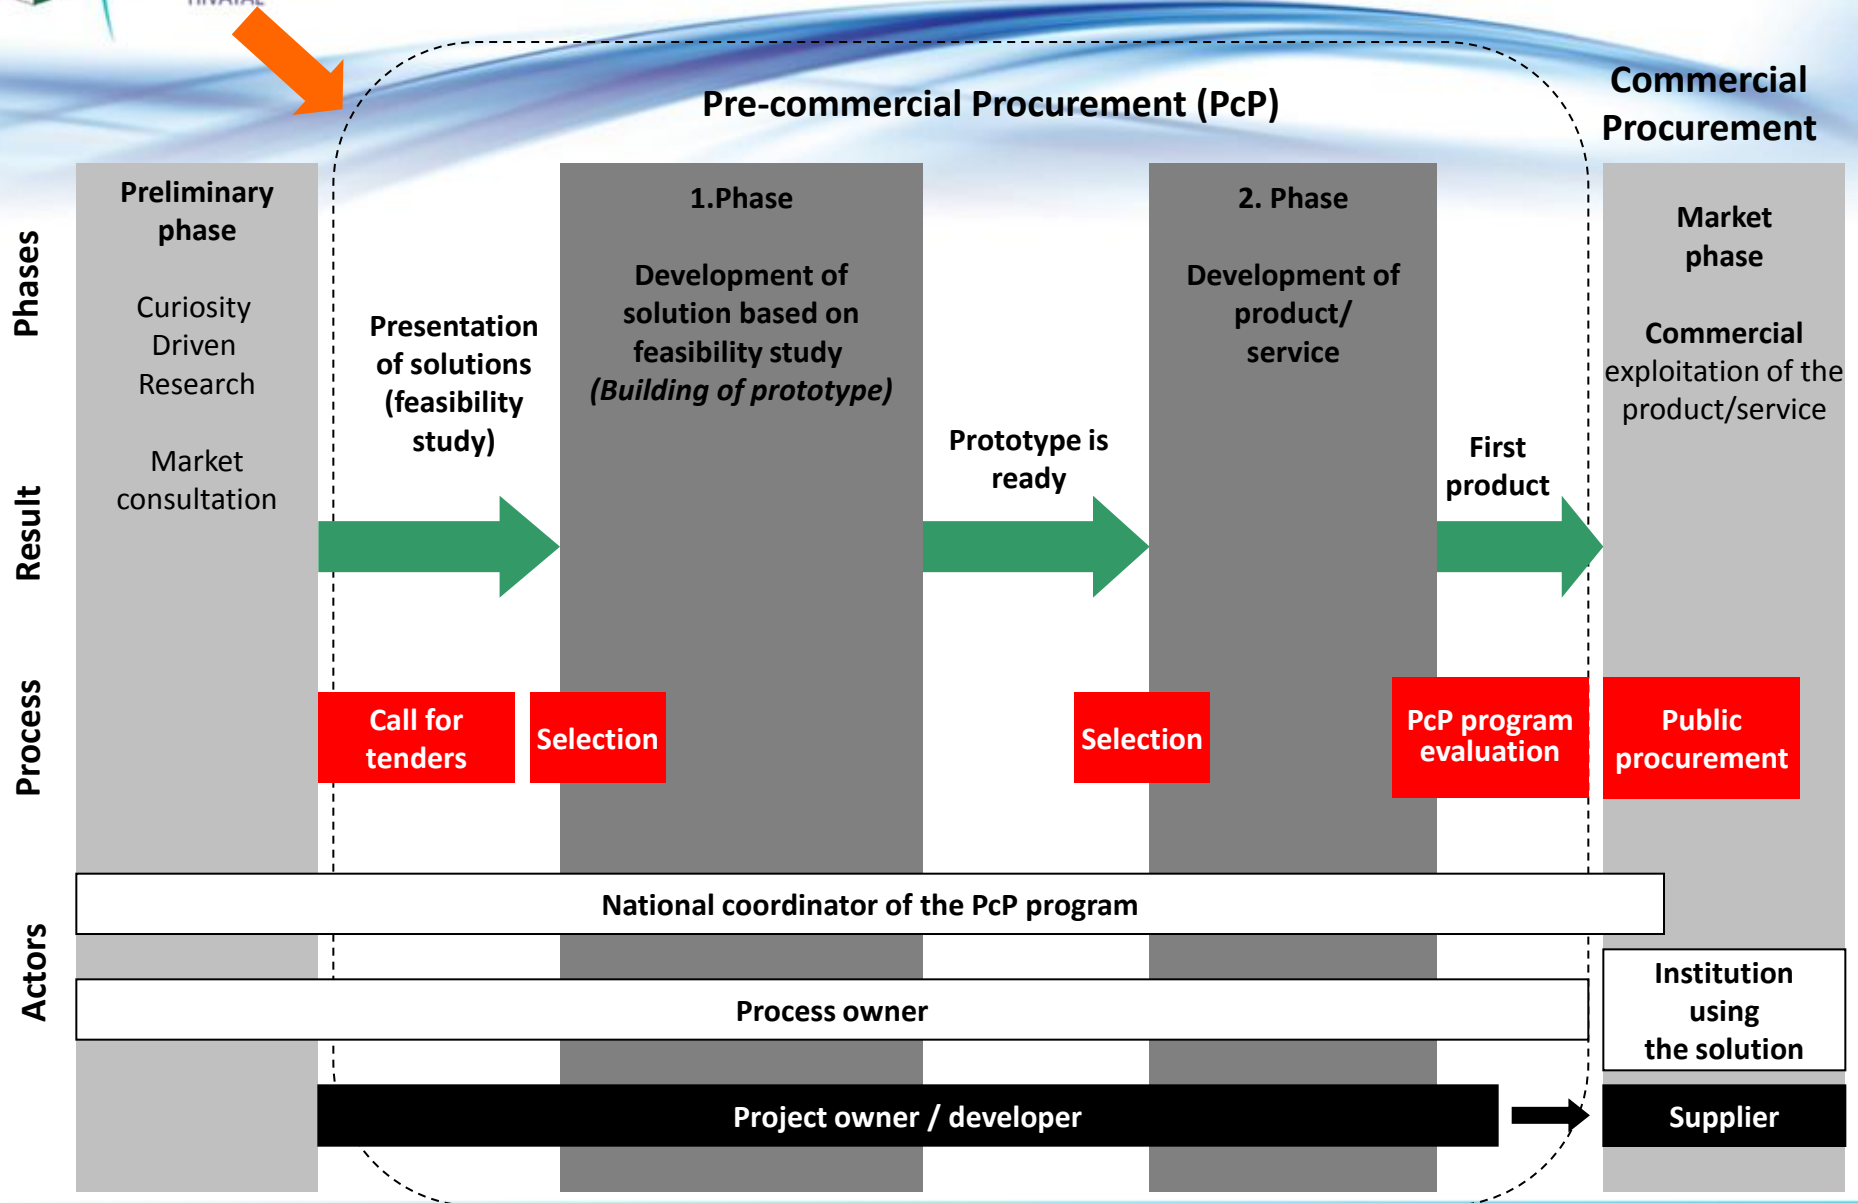 Pre-commercial Procurement (PcP)
Commercial
Procurement
Phases
Preliminary
phase
Curiosity
Driven
Research
Market
consultation
Presentation
of solutions
(feasibility
study)
1.Phase
Development of
solution based on
feasibility study
(Building of prototype)
Prototype is
ready
2. Phase
Development of
product/
service
First
product
Market
phase
Commercial
exploitation of the
product/service
Result
Process
Call for
tenders
Selection
Selection
PcP program
evaluation
Public
procurement
Actors
National coordinator of the PcP program
Process owner
Institution
using
the solution
Project owner / developer
Supplier